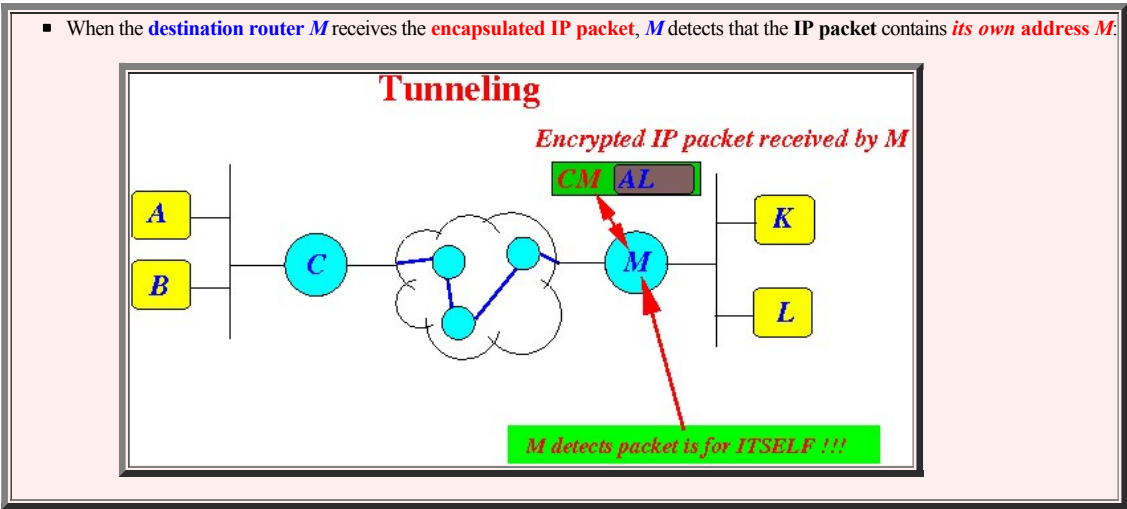 When the destination router M receives the encapsulated IP packet, M detects that the IP packet contains its own address M:
Tunneling
Encrypted IP packet received by M
CM AL
A
K
C
M
B
L
M detects packet is for ITSELF !!!